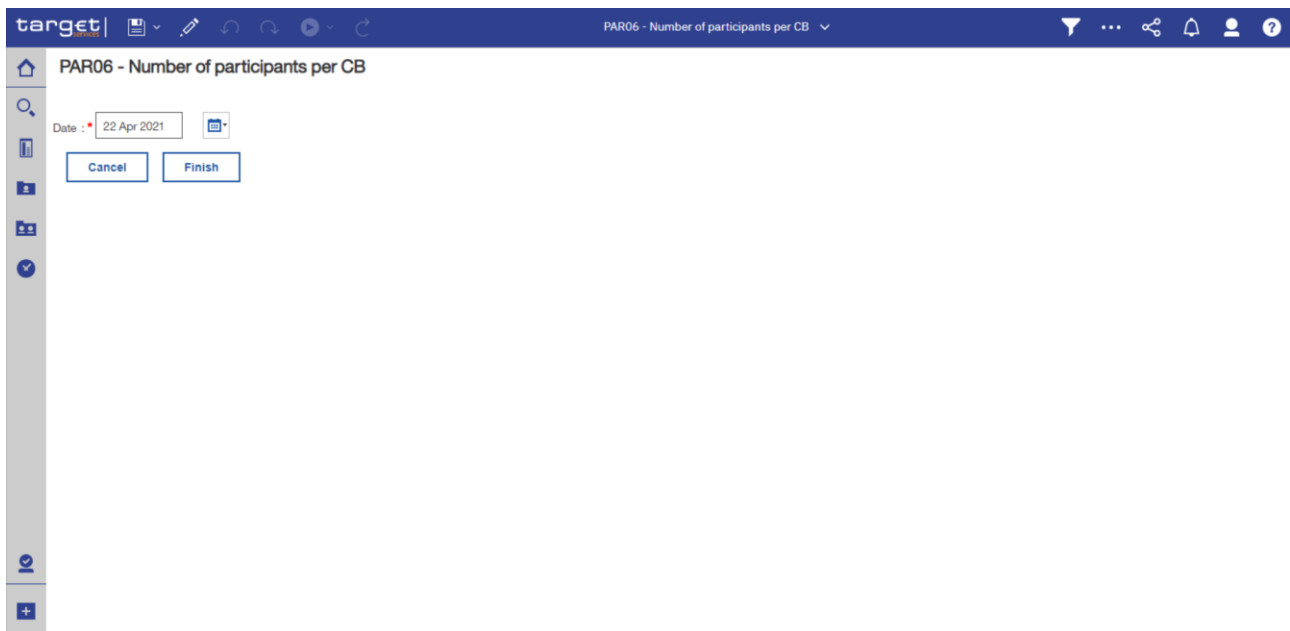 target|
services
PAR06 - Number of participants per CB
PAR06 - Number of participants per CB
Date :* 22 Apr 2021
Cancel Finish